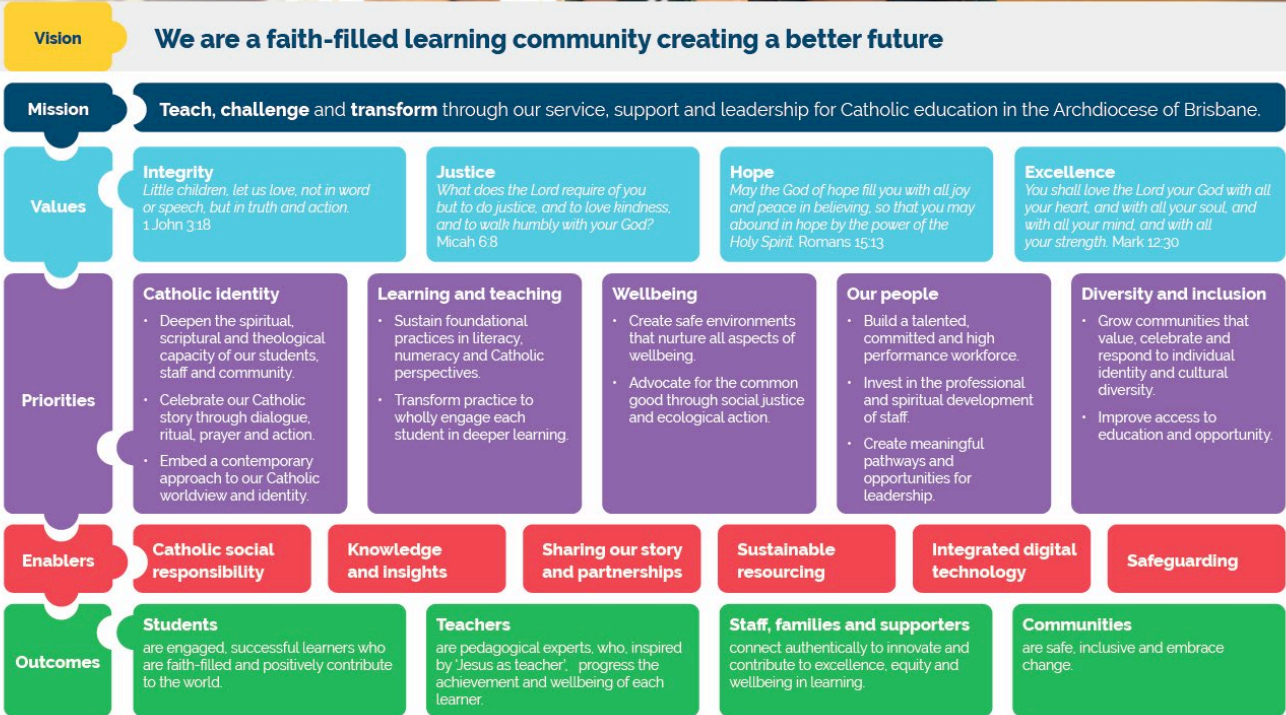 Vision
We are a faith-filled learning community creating a better future
Mission
Teach, challenge and transform through our service, support and leadership for Catholic education in the Archdiocese of Brisbane.
Values
Integrity
Little children, let us love, not in word
or speech, but in truth and action.
1 John 3:18
Justice
What does the Lord require of you
but to do justice, and to love kindness,
and to walk humbly with your God?
Micah 6:8
Hope
May the God of hope fill you with all joy
and peace in believing, so that you may
abound in hope by the power of the
Holy Spirit. Romans 15:13
Excellence
You shall love the Lord your God with all
your heart, and with all your soul, and
with all your mind, and with all
your strength. Mark 12:30
Priorities
Catholic identity
• Deepen the spiritual,
scriptural and theological
capacity of our students,
staff and community.
• Celebrate our Catholic
story through dialogue,
ritual, prayer and action.
• Embed a contemporary
approach to our Catholic
worldview and identity.
Learning and teaching
• Sustain foundational
practices in literacy,
numeracy and Catholic
perspectives.
• Transform practice to
wholly engage each
student in deeper learning.
Wellbeing
• Create safe environments
that nurture all aspects of
wellbeing.
• Advocate for the common
good through social justice
and ecological action.
Our people
• Build a talented,
committed and high
performance workforce.
• Invest in the professional
and spiritual development
of staff.
• Create meaningful
pathways and
opportunities for
leadership.
Diversity and inclusion
• Grow communities that
value, celebrate and
respond to individual
identity and cultural
diversity.
• Improve access to
education and opportunity.
Enablers
Catholic social
responsibility
Knowledge
and insights
Sharing our story
and partnerships
Sustainable
resourcing
Integrated digital
technology
Safeguarding
Outcomes
Students
are engaged, successful learners who
are faith-filled and positively contribute
to the world.
Teachers
are pedagogical experts, who, inspired
by 'Jesus as teacher', progress the
achievement and wellbeing of each
learner.
Staff, families and supporters
connect authentically to innovate and
contribute to excellence, equity and
wellbeing in learning.
Communities
are safe, inclusive and embrace
change.